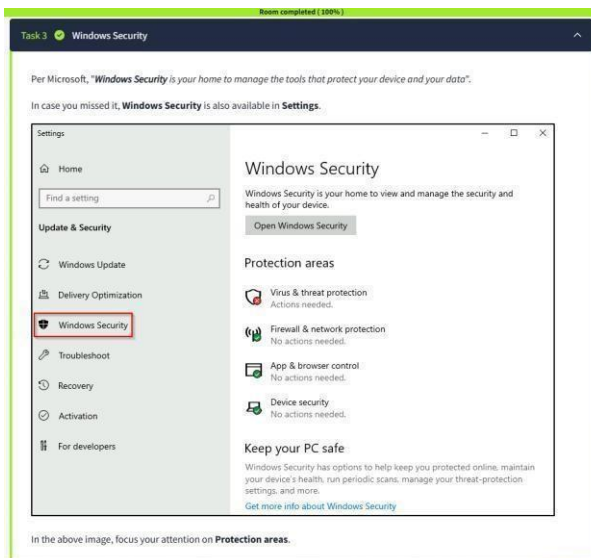 Room completed ( 100% )
Task 3 Windows Security
Per Microsoft, "Windows Security is your home to manage the tools that protect your device and your data".
In case you missed it, Windows Security is also available in Settings.
Settings
Home
Find a setting
Update & Security
Windows Update
Delivery Optimization
Windows Security
Troubleshoot
Recovery
Activation
For developers
Windows Security
Windows Security is your home to view and manage the security and
health of your device.
Open Windows Security
Protection areas
Virus & threat protection
Actions needed.
Firewall & network protection
No actions needed.
App & browser control
No actions needed.
Device security
No actions needed.
Keep your PC safe
Windows Security has options to help keep you protected online, maintain
your device's health, run periodic scans, manage your threat-protection
settings, and more.
Get more info about Windows Security
In the above image, focus your attention on Protection areas.